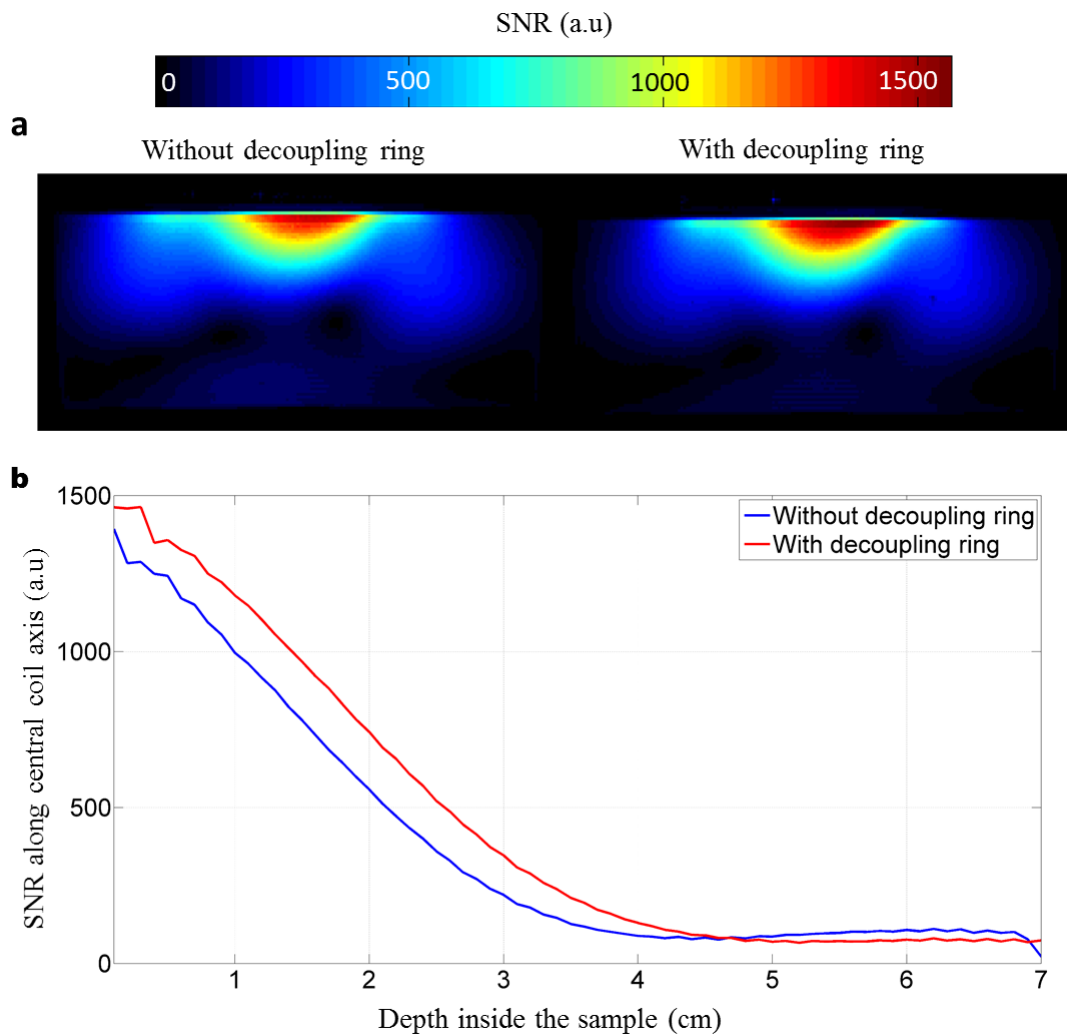 SNR (a.u)
0 500 1000 1500
a
Without decoupling ring With decoupling ring
b
1500
1000
500
0
SNR along central coil axis (a.u)
Without decoupling ring
With decoupling ring
1 2 3 4 5 6 7
Depth inside the sample (cm)